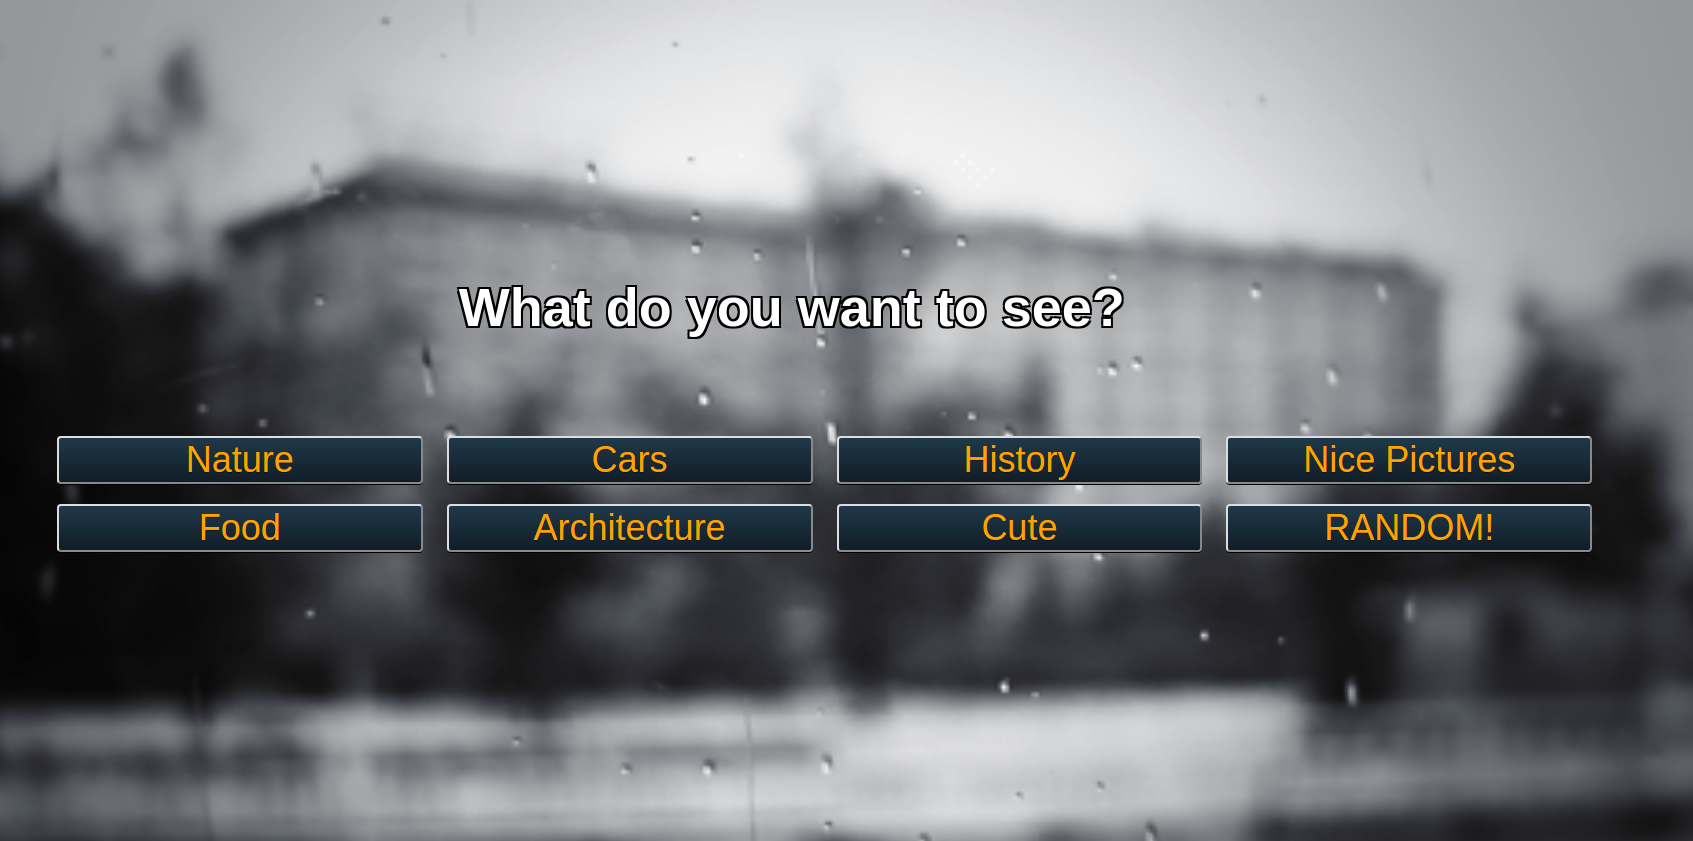 What do you want to see?
Nature Cars History Nice Pictures
Food Architecture Cute RANDOM!